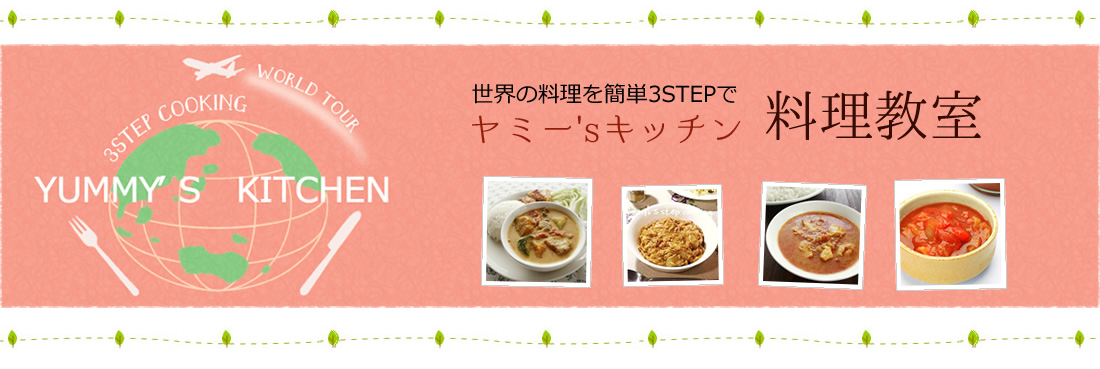 3STEP COOKING WORLD TOUR
YUMMY'S KITCHEN
世界の料理を簡単3STEPで
ヤミー'sキッチン
料理教室